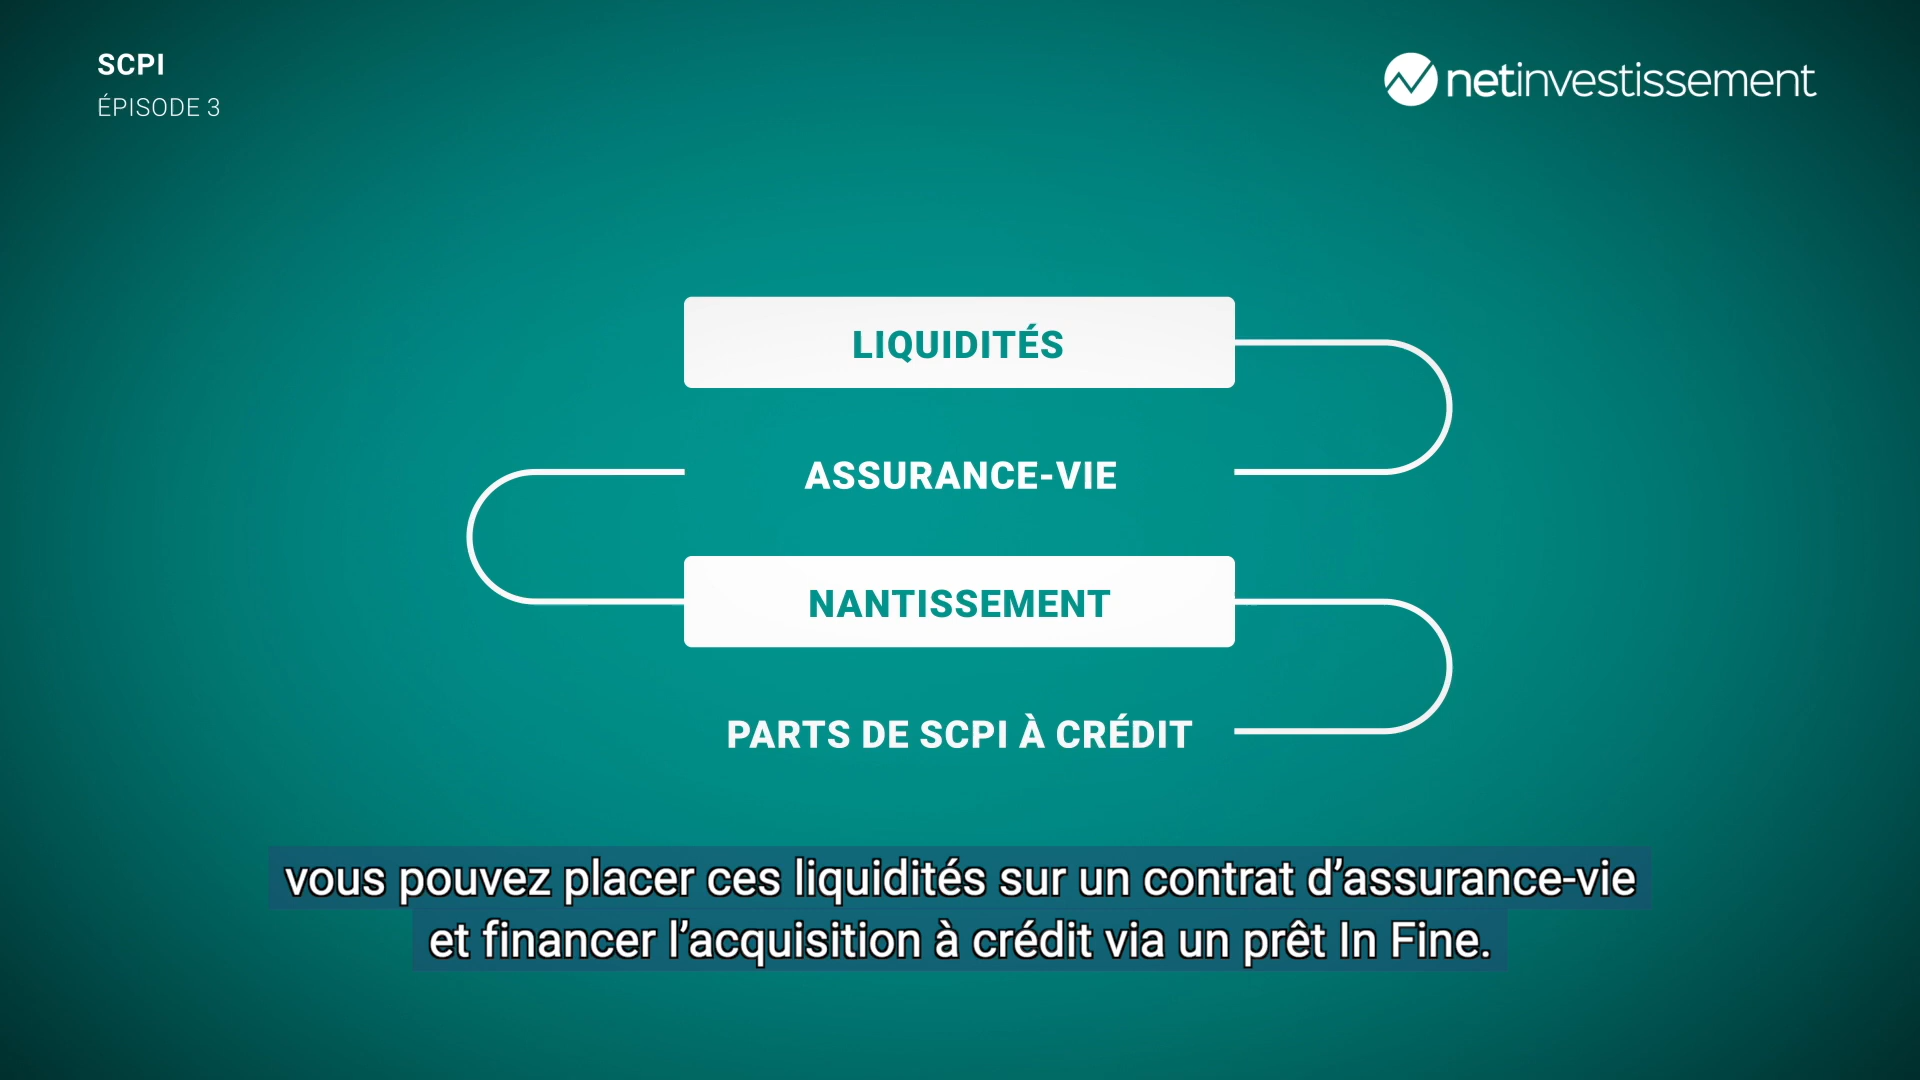 SCPI
ÉPISODE 3
netinvestissement
LIQUIDITÉS
ASSURANCE-VIE
NANTISSEMENT
PARTS DE SCPI À CRÉDIT
vous pouvez placer ces liquidités sur un contrat d’assurance-vie
et financer l’acquisition à crédit via un prêt In Fine.